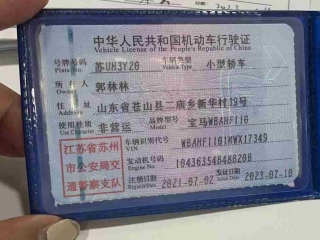 中华人民共和国机动车行驶证
Vehicle License of the People's Republic of China
号牌号码 苏UH3Y20 车辆类型 小型轿车
Plate No. Vehicle Type
所有人 郭林林
Owner
住址 山东省苍山县二庙乡新华村39号
Address
使用性质 非营运 品牌型号 宝马WBAHF110
Use Character Model
江苏省苏州市公安局交通警察支队
车辆识别代号 WBAHF1101MWX17349
VIN
发动机号码 10436354B48B20B
Engine No.
注册日期 2021-07-02 发证日期 2023-07-10
Register Date Issue Date